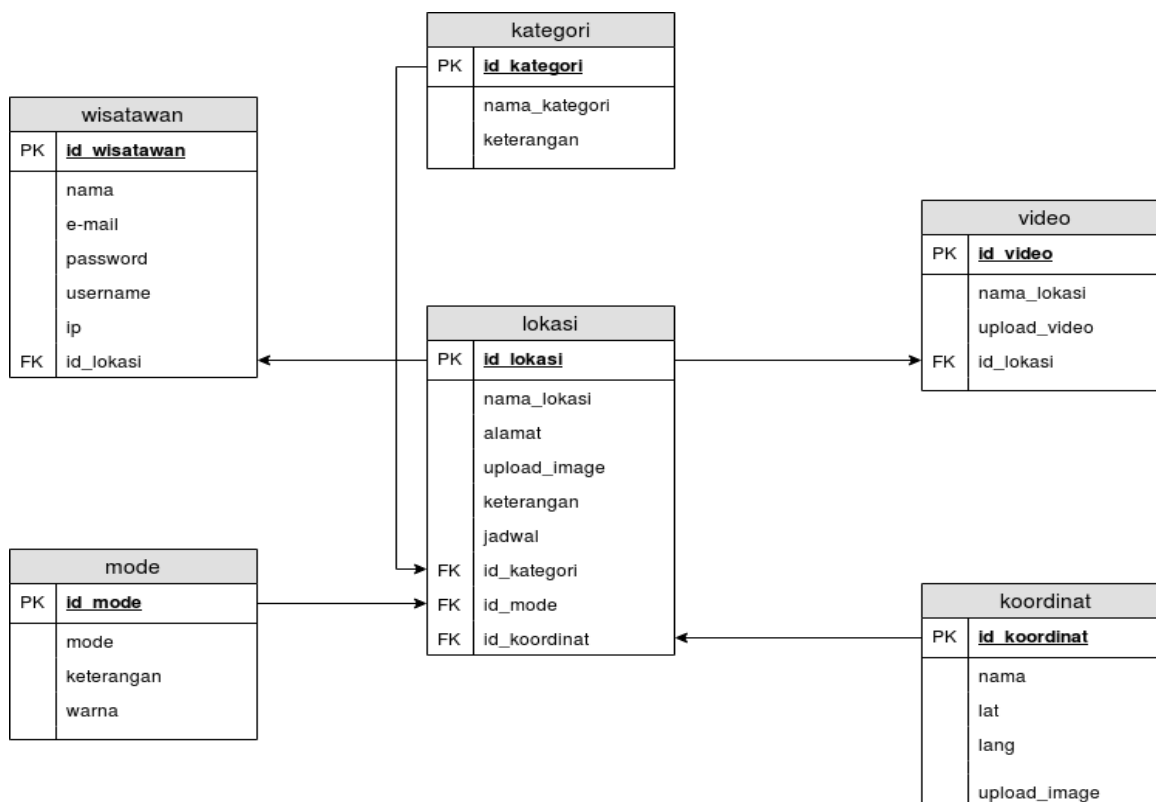 kategori
PK id_kategori
nama_kategori
keterangan
wisatawan
PK id_wisatawan
nama
e-mail
password
username
ip
FK id_lokasi
video
PK id_video
nama_lokasi
upload_video
FK id_lokasi
lokasi
PK id_lokasi
nama_lokasi
alamat
upload_image
keterangan
jadwal
FK id_kategori
FK id_mode
FK id_koordinat
mode
PK id_mode
mode
keterangan
warna
koordinat
PK id_koordinat
nama
lat
lang
upload_image